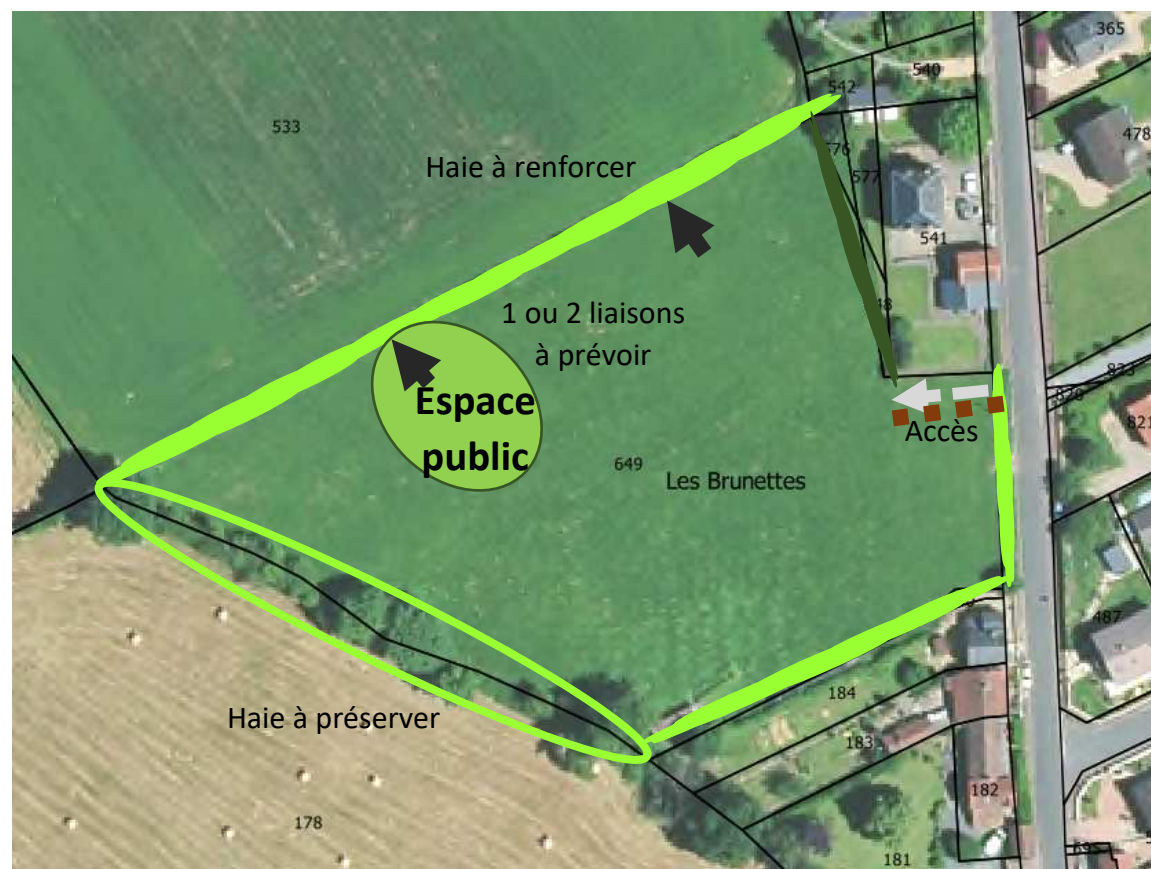 365
540
542
533
478
576
577
Haie à renforcer
541
1 ou 2 liaisons
à prévoir
Espace
public
Accès
821
649
Les Brunettes
487
184
Haie à préserver
183
182
178
181